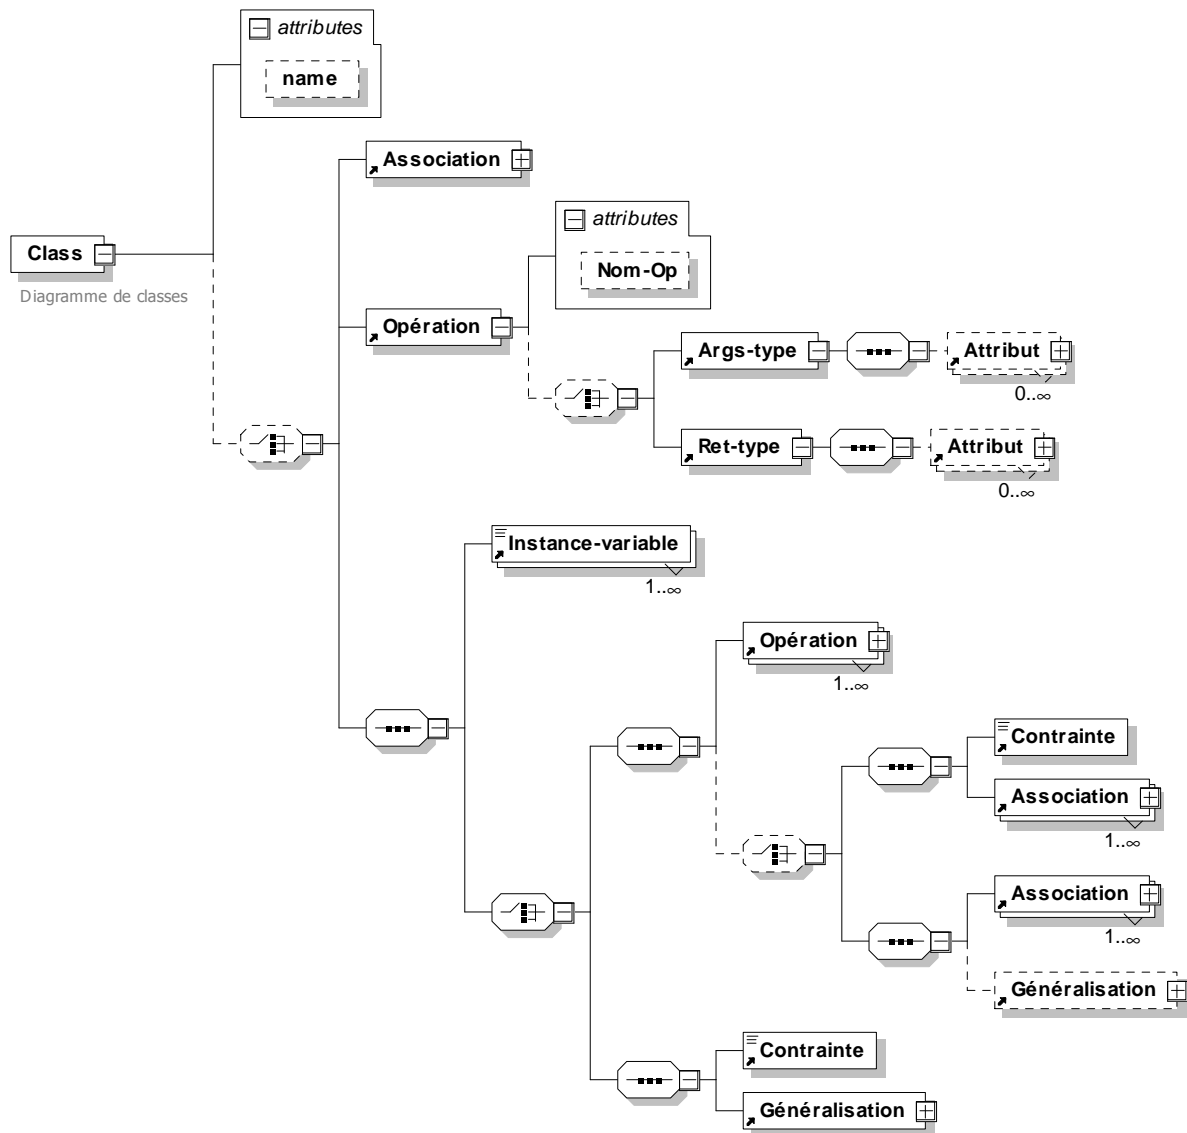 attributes
name
Association
attributes
Class
Nom-Op
Diagramme de classes
Opération
Args-type
Attribut
0..∞
Ret-type
Attribut
0..∞
Instance-variable
1..∞
Opération
1..∞
Contrainte
Association
1..∞
Association
1..∞
Généralisation
Contrainte
Généralisation